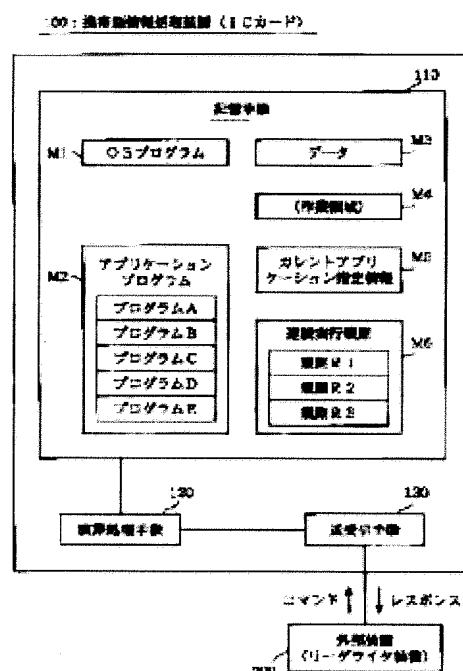 100：携帯型情報処理装置（ＩＣカード）
110
記憶手段
M1
ＯＳプログラム
データ
M3
（作業領域）
M4
M2
アプリケーション
プログラム
プログラムＡ
プログラムＢ
プログラムＣ
プログラムＤ
プログラムＥ
カレントアプリ
ケーション指定情報
M5
連鎖実行規則
M6
規則Ｒ１
規則Ｒ２
規則Ｒ３
120
演算処理手段
130
送受信手段
コマンド
レスポンス
外部装置
（リーダライタ装置）